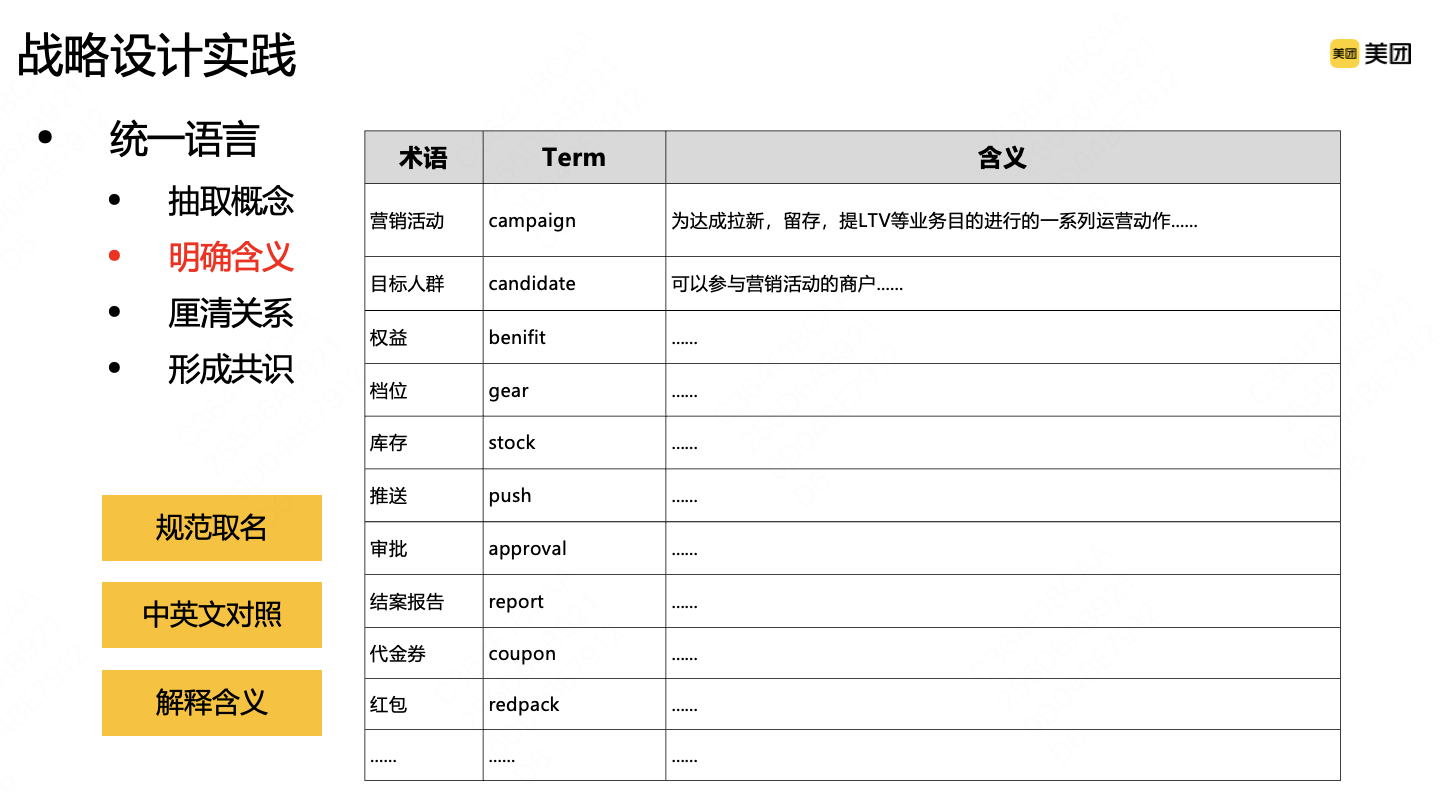 战略设计实践
美团 美团
• 统一语言
• 抽取概念
• 明确含义
• 厘清关系
• 形成共识
规范取名
中英文对照
解释含义
术语 Term 含义
营销活动 campaign 为达成拉新，留存，提LTV等业务目的进行的一系列运营动作......
目标人群 candidate 可以参与营销活动的商户......
权益 benifit ......
档位 gear ......
库存 stock ......
推送 push ......
审批 approval ......
结案报告 report ......
代金券 coupon ......
红包 redpack ......
...... ...... ......